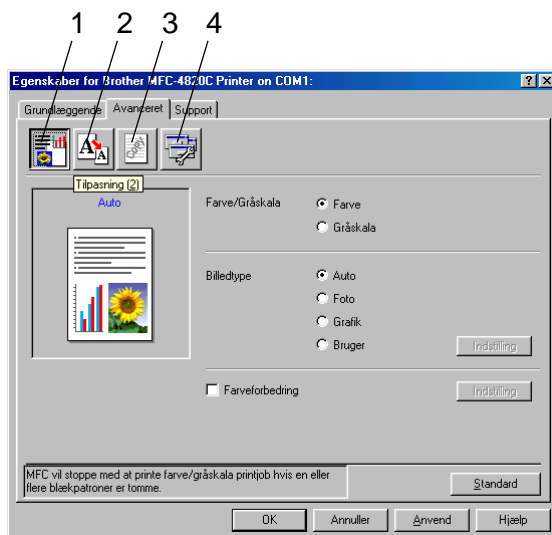 1 2 3 4
Egenskaber for Brother MFC-4820C Printer on COM1:
Grundlæggende Avanceret Support
Tilpasning (2)
Auto
Farve/Gråskala
Farve
Gråskala
Billedtype
Auto
Foto
Grafik
Bruger
Indstilling
Farveforbedring
Indstilling
MFC vil stoppe med at printe farve/gråskala printjob hvis en eller
flere blækpatroner er tomme.
Standard
OK Annuller Anvend Hjælp